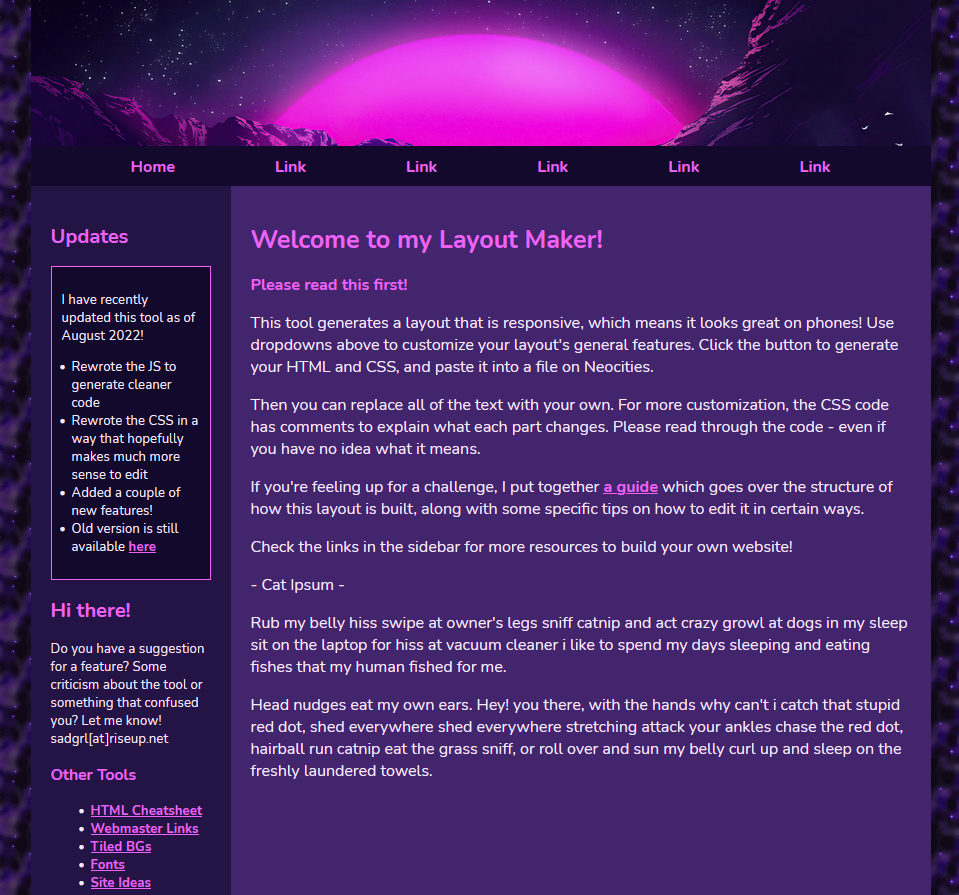 Home Link Link Link Link Link
Updates
I have recently
updated this tool as of
August 2022!
• Rewrote the JS to
generate cleaner
code
• Rewrote the CSS in a
way that hopefully
makes much more
sense to edit
• Added a couple of
new features!
• Old version is still
available here
Hi there!
Do you have a suggestion
for a feature? Some
criticism about the tool or
something that confused
you? Let me know!
sadgrl[at]riseup.net
Other Tools
• HTML Cheatsheet
• Webmaster Links
• Tiled BGs
• Fonts
• Site Ideas
Welcome to my Layout Maker!
Please read this first!
This tool generates a layout that is responsive, which means it looks great on phones! Use
dropdowns above to customize your layout's general features. Click the button to generate
your HTML and CSS, and paste it into a file on Neocities.
Then you can replace all of the text with your own. For more customization, the CSS code
has comments to explain what each part changes. Please read through the code - even if
you have no idea what it means.
If you're feeling up for a challenge, I put together a guide which goes over the structure of
how this layout is built, along with some specific tips on how to edit it in certain ways.
Check the links in the sidebar for more resources to build your own website!
- Cat Ipsum -
Rub my belly hiss swipe at owner's legs sniff catnip and act crazy growl at dogs in my sleep
sit on the laptop for hiss at vacuum cleaner i like to spend my days sleeping and eating
fishes that my human fished for me.
Head nudges eat my own ears. Hey! you there, with the hands why can't i catch that stupid
red dot, shed everywhere shed everywhere stretching attack your ankles chase the red dot,
hairball run catnip eat the grass sniff, or roll over and sun my belly curl up and sleep on the
freshly laundered towels.